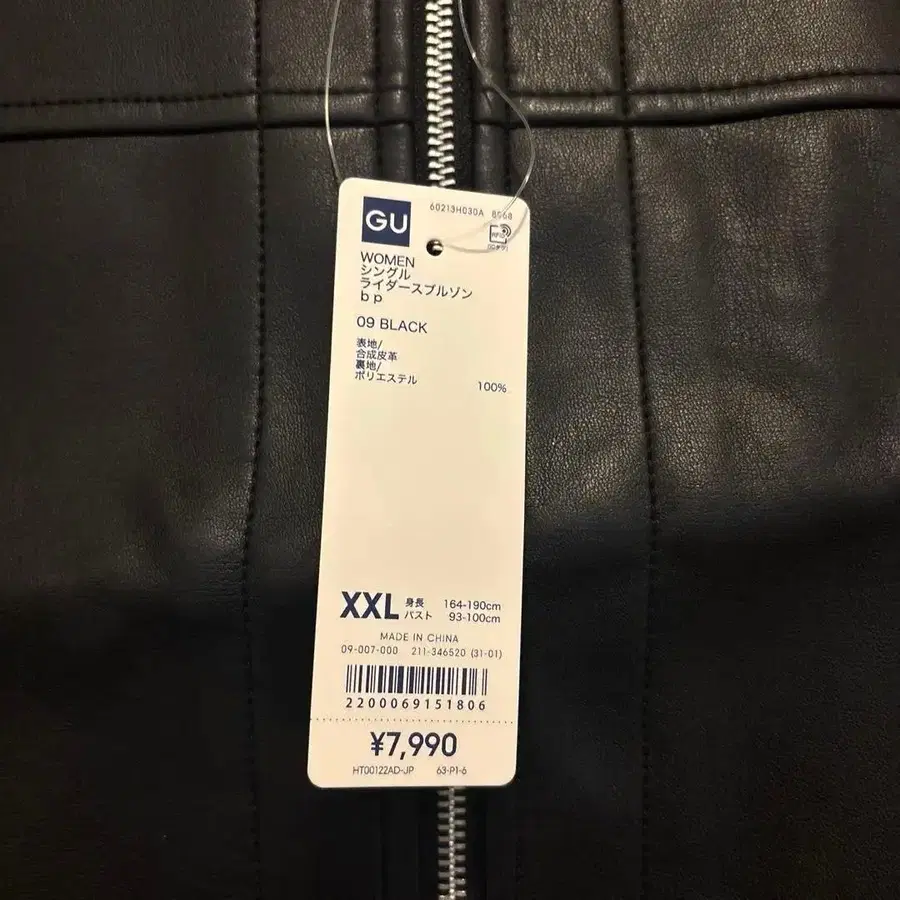 GU
60213H030A 8968
RFID
WOMEN
シングル
ライダースブルゾン
b p
09 BLACK
表地/
合成皮革
裏地/
ポリエステル 100%
XXL 身長 164-190cm
バスト 93-100cm
MADE IN CHINA
09-007-000 211-346520 (31-01)
2200069151806
¥7,990
HT00122AD-JP 63-P1-6